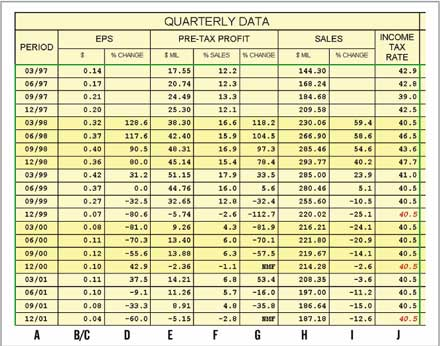 QUARTERLY DATA
PERIOD EPS PRE-TAX PROFIT SALES INCOME TAX RATE
$ % CHANGE $ MIL % SALES % CHANGE $ MIL % CHANGE
03/97 0.14 17.55 12.2 144.30 42.9
06/97 0.17 20.74 12.3 168.24 42.8
09/97 0.21 24.49 13.3 184.68 39.0
12/97 0.20 25.30 12.1 209.58 42.5
03/98 0.32 128.6 38.30 16.6 118.2 230.06 59.4 43.5
06/98 0.37 117.6 42.40 15.9 104.5 266.90 58.6 46.5
09/98 0.40 90.5 48.31 16.9 97.3 285.46 54.6 43.6
12/98 0.36 80.0 45.14 15.4 78.4 293.77 40.2 47.7
03/99 0.42 31.2 51.15 17.9 33.5 285.00 23.9 41.0
06/99 0.37 0.0 44.76 16.0 5.6 280.46 5.1 40.5
09/99 0.27 -32.5 32.65 12.8 -32.4 255.60 -10.5 40.5
12/99 0.07 -80.6 -5.74 -2.6 -112.7 220.02 -25.1 40.5
03/00 0.08 -81.0 9.26 4.3 -81.9 216.21 -24.1 40.5
06/00 0.11 -70.3 13.40 6.0 -70.1 221.80 -20.9 40.5
09/00 0.12 -55.6 13.88 6.3 -57.5 219.67 -14.1 40.5
12/00 0.10 42.9 -2.36 -1.1 NMF 214.28 -2.6 40.5
03/01 0.11 37.5 14.21 6.8 53.4 208.35 -3.6 40.5
06/01 0.10 -9.1 11.26 5.7 -16.0 197.00 -11.2 40.5
09/01 0.08 -33.3 8.91 4.8 -35.8 186.64 -15.0 40.5
12/01 0.04 -60.0 -5.15 -2.8 NMF 187.18 -12.6 40.5
A B/C D E F G H I J